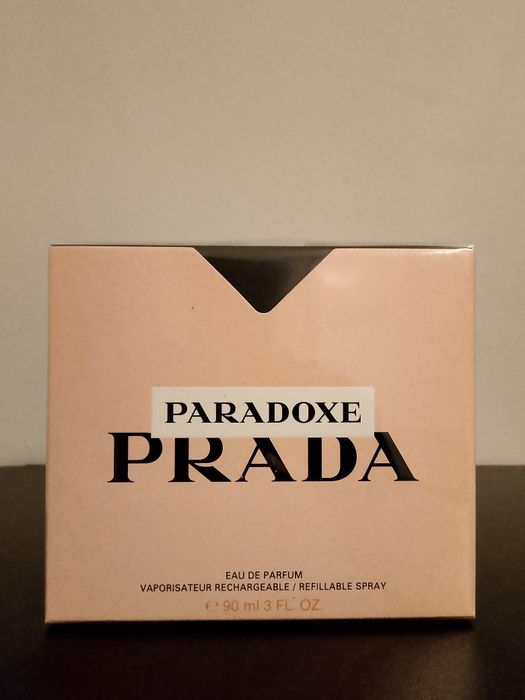 PARADOXE
PRADA
EAU DE PARFUM
VAPORISATEUR RECHARGEABLE / REFILLABLE SPRAY
℮ 90 ml 3 FL. OZ.